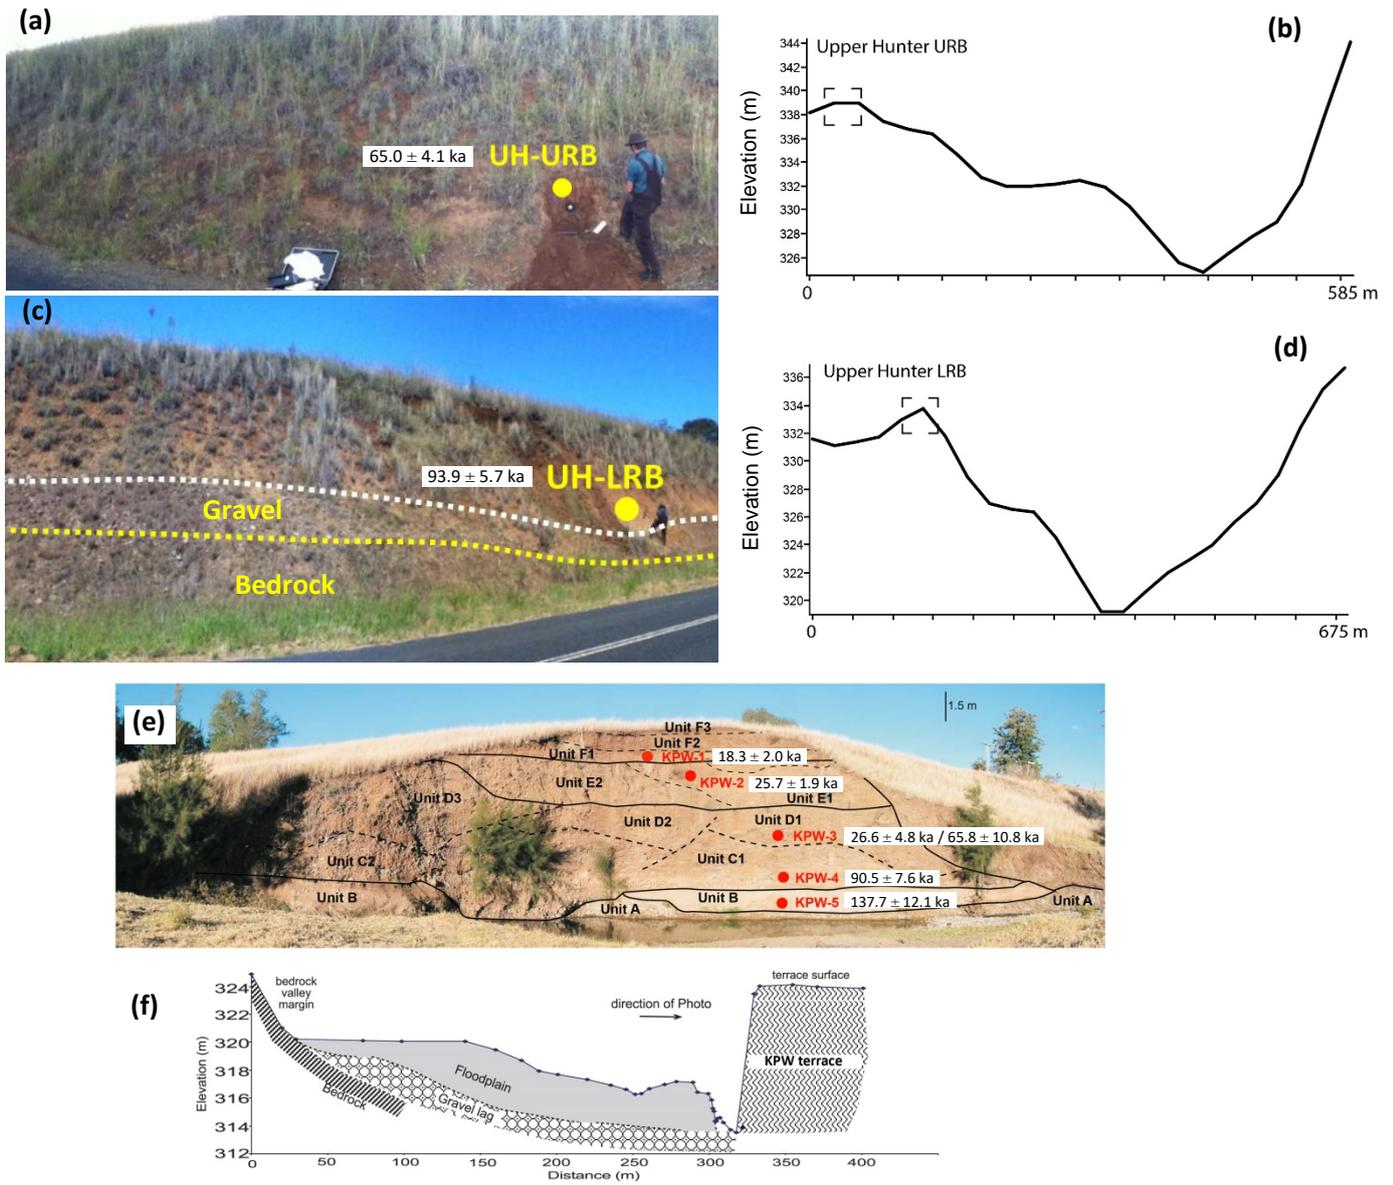 (a)
65.0 ± 4.1 ka
UH-URB
(b)
Upper Hunter URB
Elevation (m)
344
342
340
338
336
334
332
330
328
326
0
585 m
(c)
93.9 ± 5.7 ka
UH-LRB
Gravel
Bedrock
(d)
Upper Hunter LRB
Elevation (m)
336
334
332
330
328
326
324
322
320
0
675 m
(e)
1.5 m
Unit F3
Unit F2
Unit F1
KPW-1
18.3 ± 2.0 ka
Unit E2
KPW-2
25.7 ± 1.9 ka
Unit D3
Unit E1
Unit D2
Unit D1
KPW-3
26.6 ± 4.8 ka / 65.8 ± 10.8 ka
Unit C2
Unit C1
KPW-4
90.5 ± 7.6 ka
Unit B
Unit A
Unit B
KPW-5
137.7 ± 12.1 ka
Unit A
(f)
Elevation (m)
324
322
320
318
316
314
312
bedrock
valley
margin
direction of Photo
terrace surface
KPW terrace
Floodplain
Bedrock
Gravel lag
0
50
100
150
200
250
300
350
400
Distance (m)